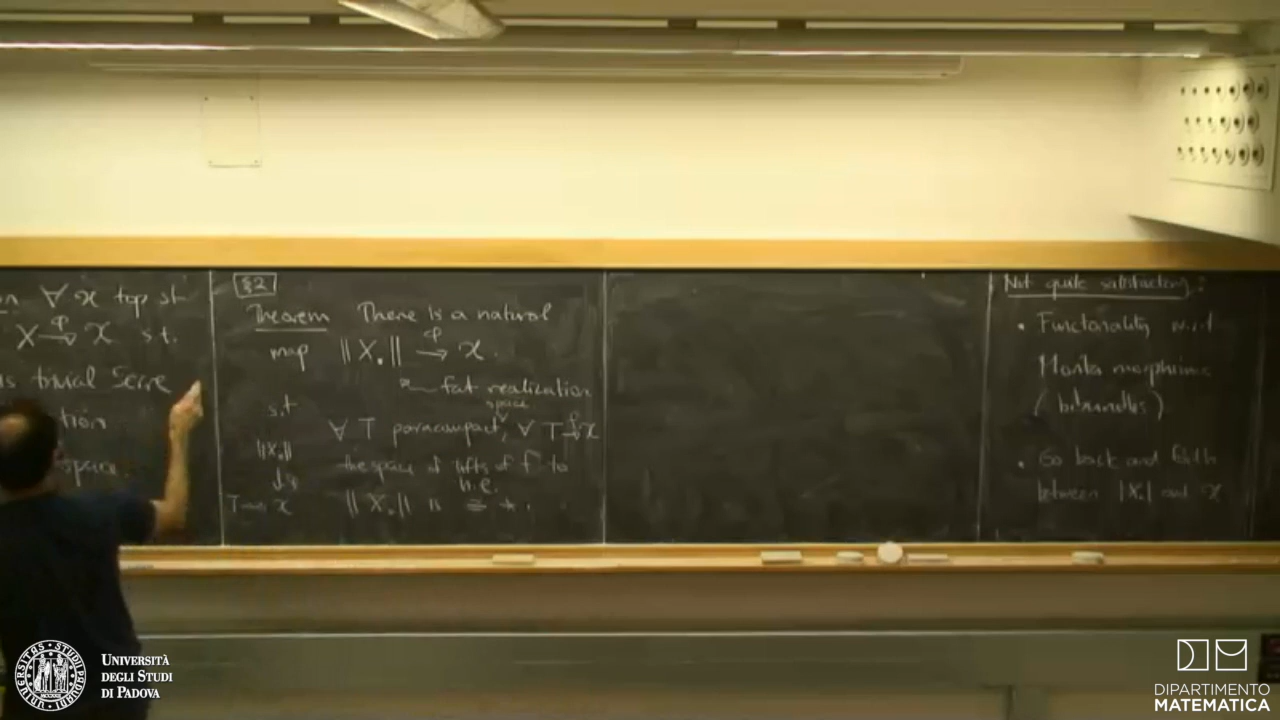 ∀ 𝒳 top st
X →^φ 𝒳 s.t.
trivial Serre
space.
§2
Theorem There is a natural
map ‖X.‖ →^φ 𝒳.
fat realization
s.t
space
∀ T paracompact, ∀ T →^f 𝒳
‖X.‖
the space of lifts of f to
↓φ
h.e.
T → 𝒳 ‖X.‖ is ≅ *.
Not quite satisfactory:
• Functoriality w.r.t
Morita morphisms
(bibundles)
• Go back and forth
between |X.| and 𝒳
UNIVERSITÀ
DEGLI STUDI
DI PADOVA
DIPARTIMENTO
MATEMATICA